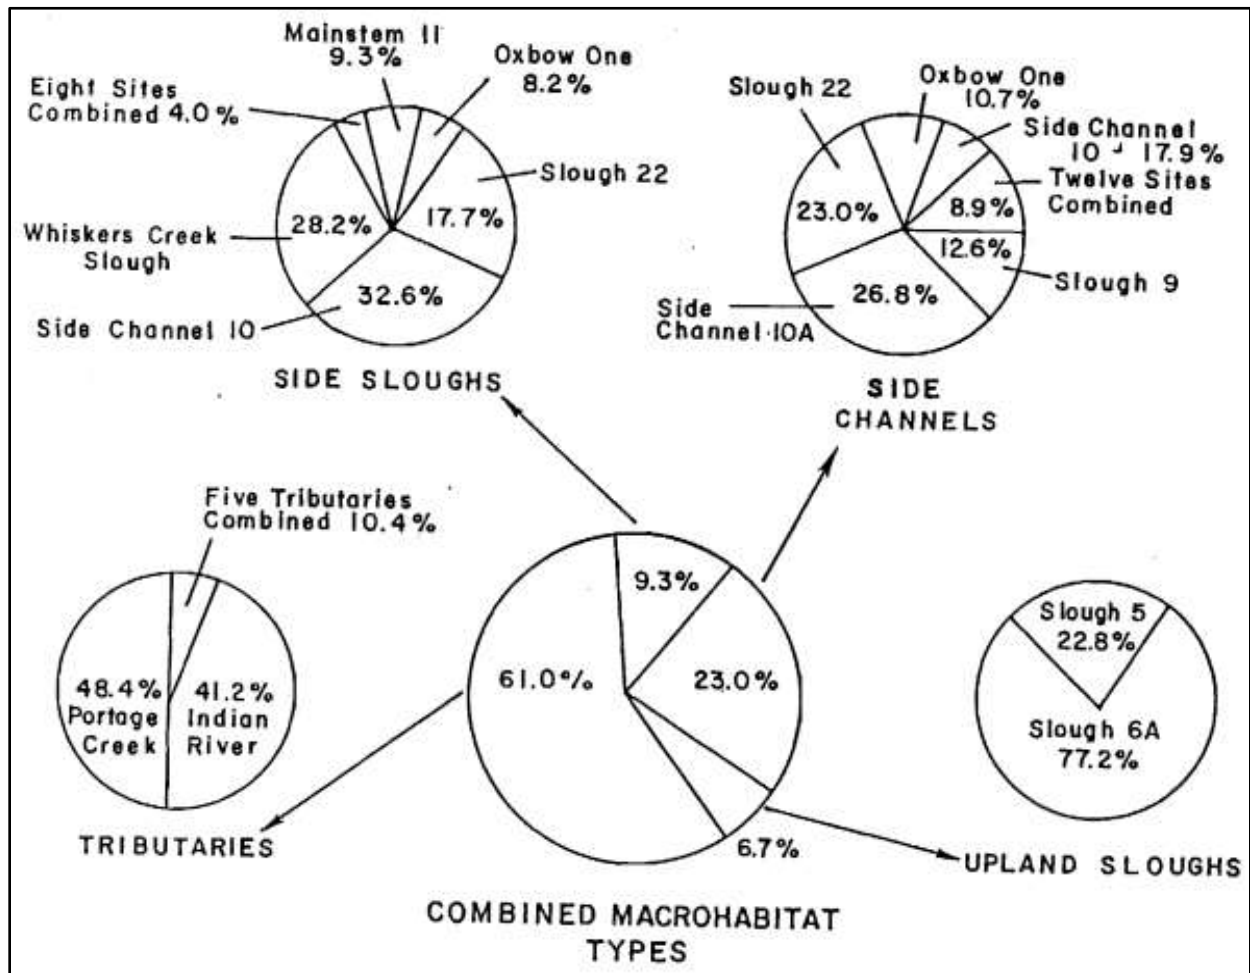 Mainstem 11
9.3%
Oxbow One
8.2%
Eight Sites
Combined 4.0%
Slough 22
17.7%
28.2%
Whiskers Creek
Slough
32.6%
Side Channel 10
SIDE SLOUGHS
Slough 22
Oxbow One
10.7%
Side Channel
10 - 17.9%
Twelve Sites
Combined
8.9%
23.0%
12.6%
Slough 9
26.8%
Side
Channel 10A
SIDE
CHANNELS
Five Tributaries
Combined 10.4%
48.4%
Portage
Creek
41.2%
Indian
River
TRIBUTARIES
9.3%
61.0%
23.0%
6.7%
COMBINED MACROHABITAT
TYPES
Slough 5
22.8%
Slough 6A
77.2%
UPLAND SLOUGHS